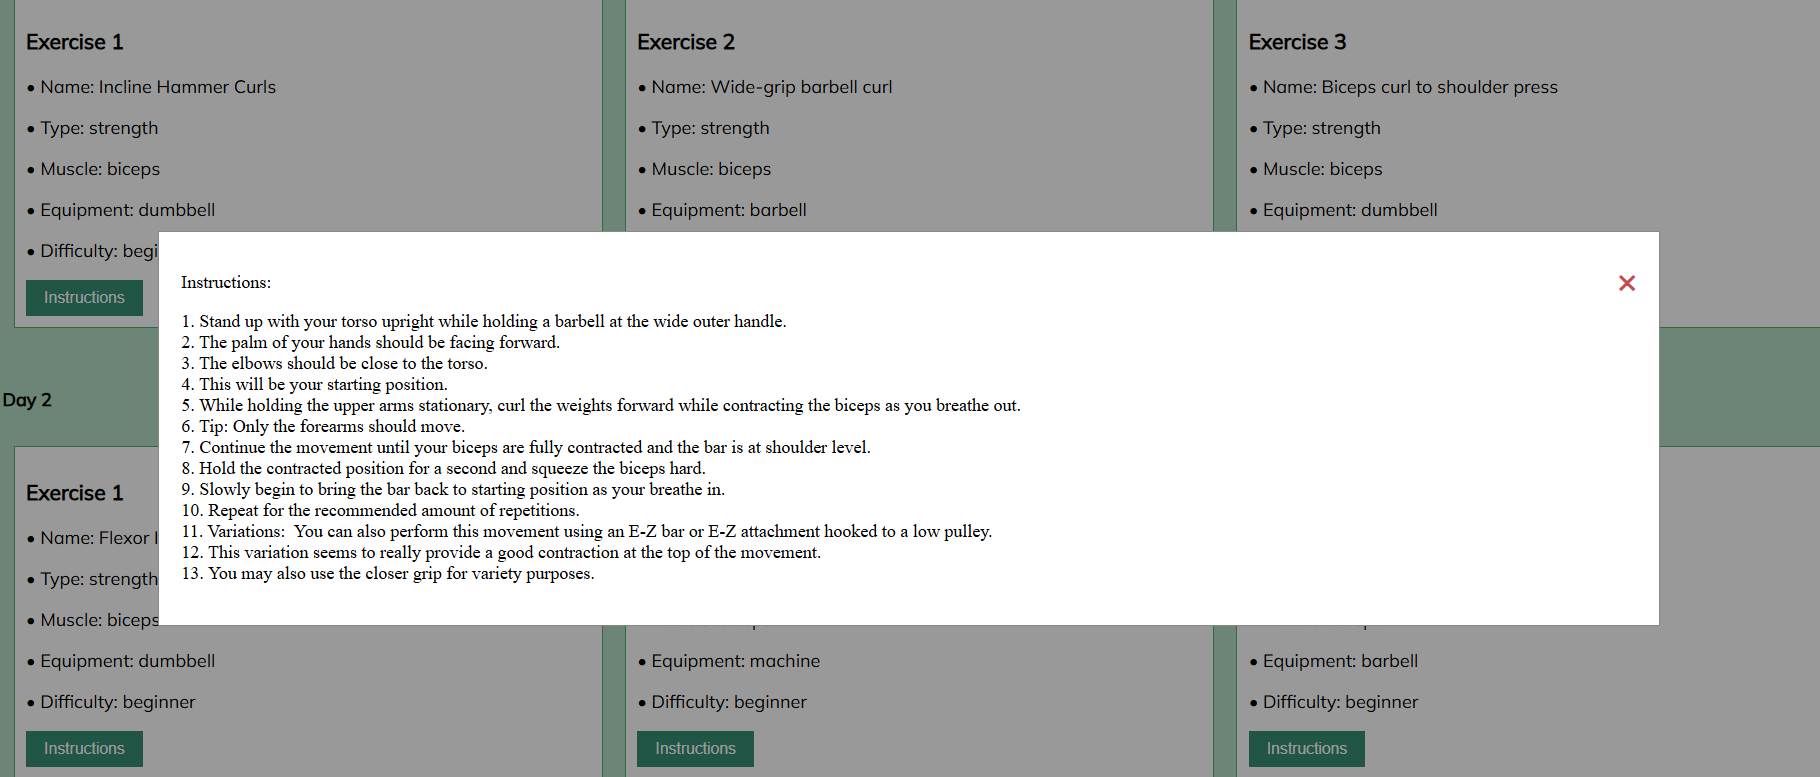 Exercise 1
• Name: Incline Hammer Curls
• Type: strength
• Muscle: biceps
• Equipment: dumbbell
• Difficulty:
Instructions
Exercise 2
• Name: Wide-grip barbell curl
• Type: strength
• Muscle: biceps
• Equipment: barbell
Exercise 3
• Name: Biceps curl to shoulder press
• Type: strength
• Muscle: biceps
• Equipment: dumbbell
Instructions:
1. Stand up with your torso upright while holding a barbell at the wide outer handle.
2. The palm of your hands should be facing forward.
3. The elbows should be close to the torso.
4. This will be your starting position.
5. While holding the upper arms stationary, curl the weights forward while contracting the biceps as you breathe out.
6. Tip: Only the forearms should move.
7. Continue the movement until your biceps are fully contracted and the bar is at shoulder level.
8. Hold the contracted position for a second and squeeze the biceps hard.
9. Slowly begin to bring the bar back to starting position as your breathe in.
10. Repeat for the recommended amount of repetitions.
11. Variations:  You can also perform this movement using an E-Z bar or E-Z attachment hooked to a low pulley.
12. This variation seems to really provide a good contraction at the top of the movement.
13. You may also use the closer grip for variety purposes.
Day 2
Exercise 1
• Name: Flexor
• Type: strength
• Muscle: biceps
• Equipment: dumbbell
• Difficulty: beginner
Instructions
• Equipment: machine
• Difficulty: beginner
Instructions
• Equipment: barbell
• Difficulty: beginner
Instructions